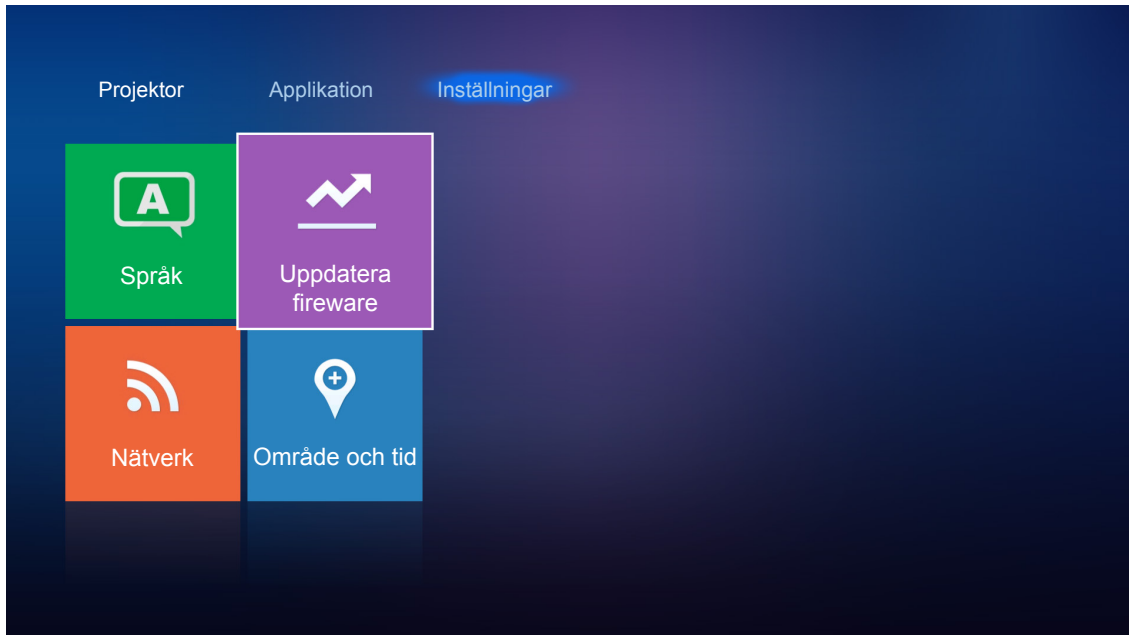 Projektor Applikation Inställningar
A
Språk
Uppdatera
fireware
Nätverk
Område och tid